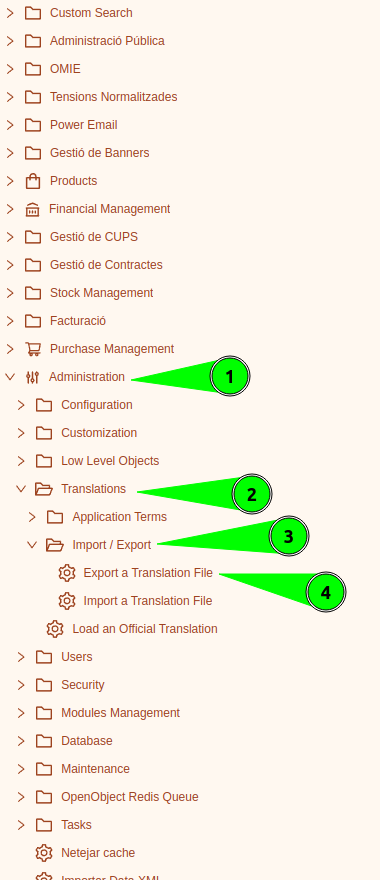 Custom Search
Administració Pública
OMIE
Tensions Normalitzades
Power Email
Gestió de Banners
Products
Financial Management
Gestió de CUPS
Gestió de Contractes
Stock Management
Facturació
Purchase Management
Administration 1
Configuration
Customization
Low Level Objects
Translations 2
Application Terms
Import / Export 3
Export a Translation File 4
Import a Translation File
Load an Official Translation
Users
Security
Modules Management
Database
Maintenance
OpenObject Redis Queue
Tasks
Netejar cache
Importar Data XML